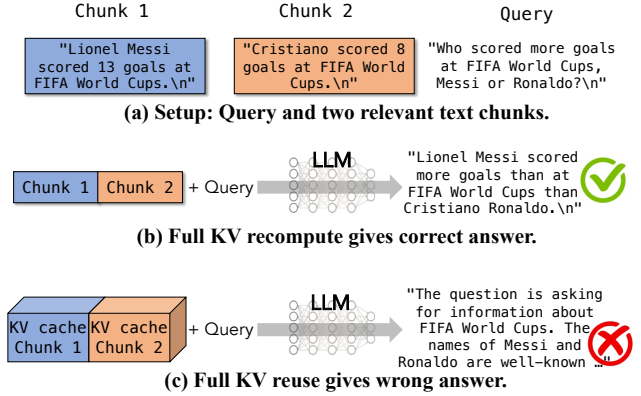 Chunk 1
Chunk 2
Query
"Lionel Messi
scored 13 goals at
FIFA World Cups.\n"
"Cristiano scored 8
goals at FIFA World
Cups.\n"
"Who scored more goals
at FIFA World Cups,
Messi or Ronaldo?\n"
(a) Setup: Query and two relevant text chunks.
Chunk 1
Chunk 2
+ Query
LLM
"Lionel Messi scored
more goals than at
FIFA World Cups than
Cristiano Ronaldo.\n"
(b) Full KV recompute gives correct answer.
KV cache
Chunk 1
KV cache
Chunk 2
+ Query
LLM
"The question is asking
for information about
FIFA World Cups. The
names of Messi and
Ronaldo are well-known …"
(c) Full KV reuse gives wrong answer.